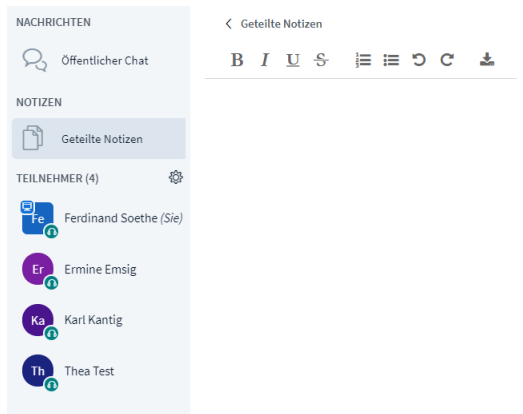 NACHRICHTEN
Öffentlicher Chat
NOTIZEN
Geteilte Notizen
TEILNEHMER (4)
Fe
Ferdinand Soethe (Sie)
Er
Ermine Emsig
Ka
Karl Kantig
Th
Thea Test
Geteilte Notizen
B I U S